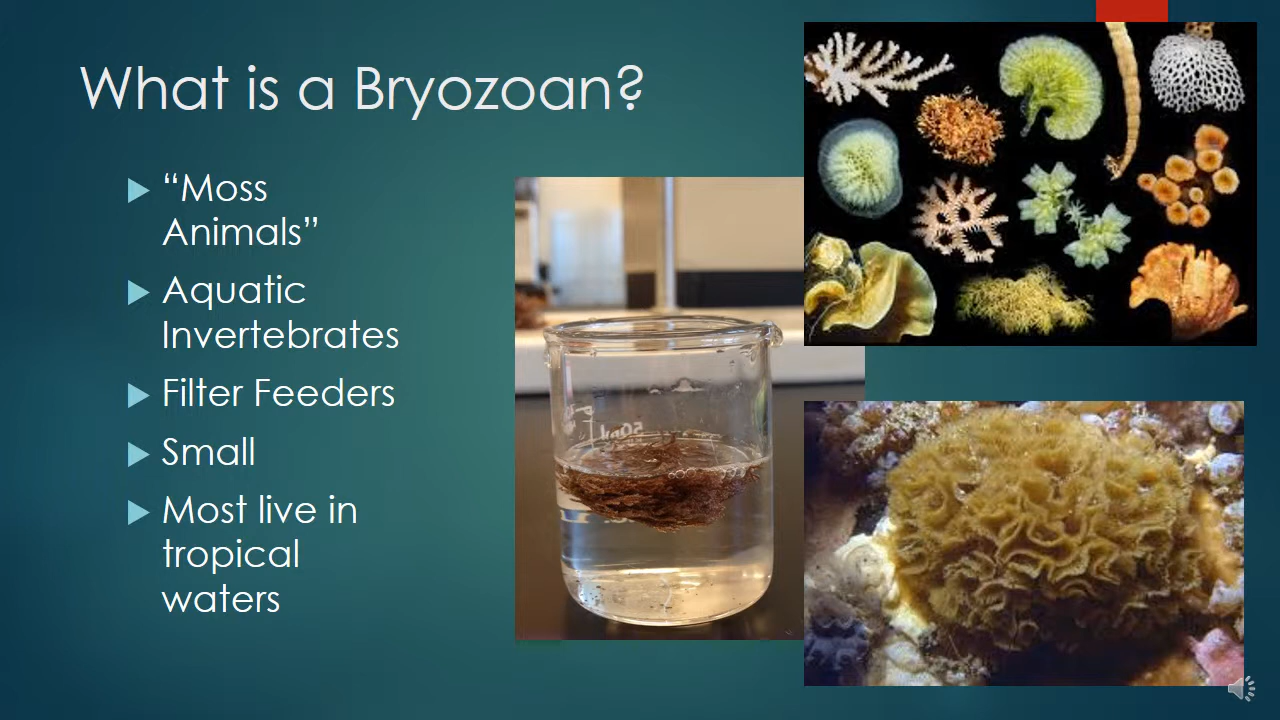 What is a Bryozoan?
“Moss
Animals”
Aquatic
Invertebrates
Filter Feeders
Small
Most live in
tropical
waters